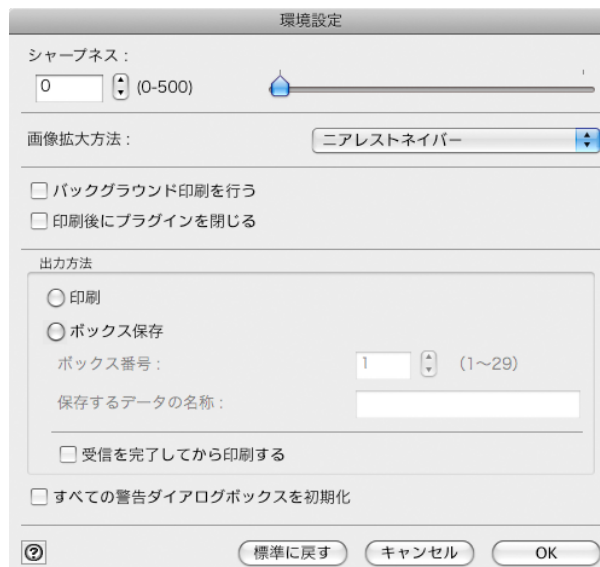 環境設定
シャープネス :
0 (0-500)
画像拡大方法 : ニアレストネイバー
バックグラウンド印刷を行う
印刷後にプラグインを閉じる
出力方法
印刷
ボックス保存
ボックス番号 : 1 (1〜29)
保存するデータの名称 :
受信を完了してから印刷する
すべての警告ダイアログボックスを初期化
? 標準に戻す キャンセル OK